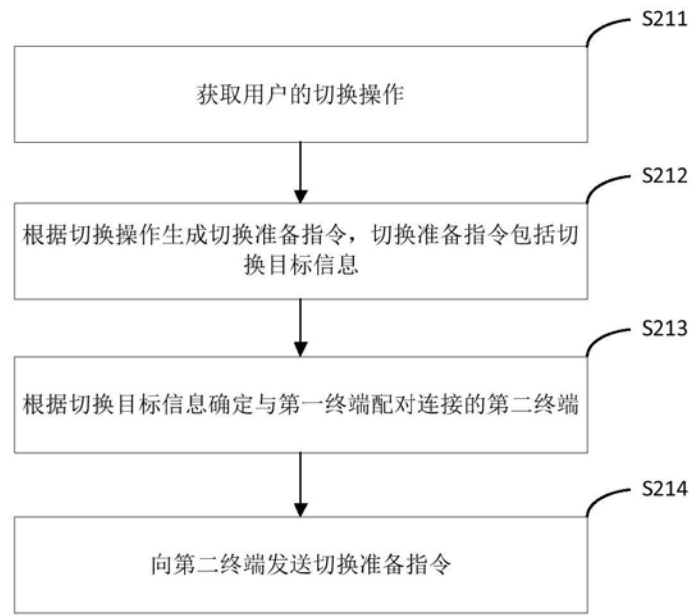 S211
获取用户的切换操作
S212
根据切换操作生成切换准备指令，切换准备指令包括切
换目标信息
S213
根据切换目标信息确定与第一终端配对连接的第二终端
S214
向第二终端发送切换准备指令